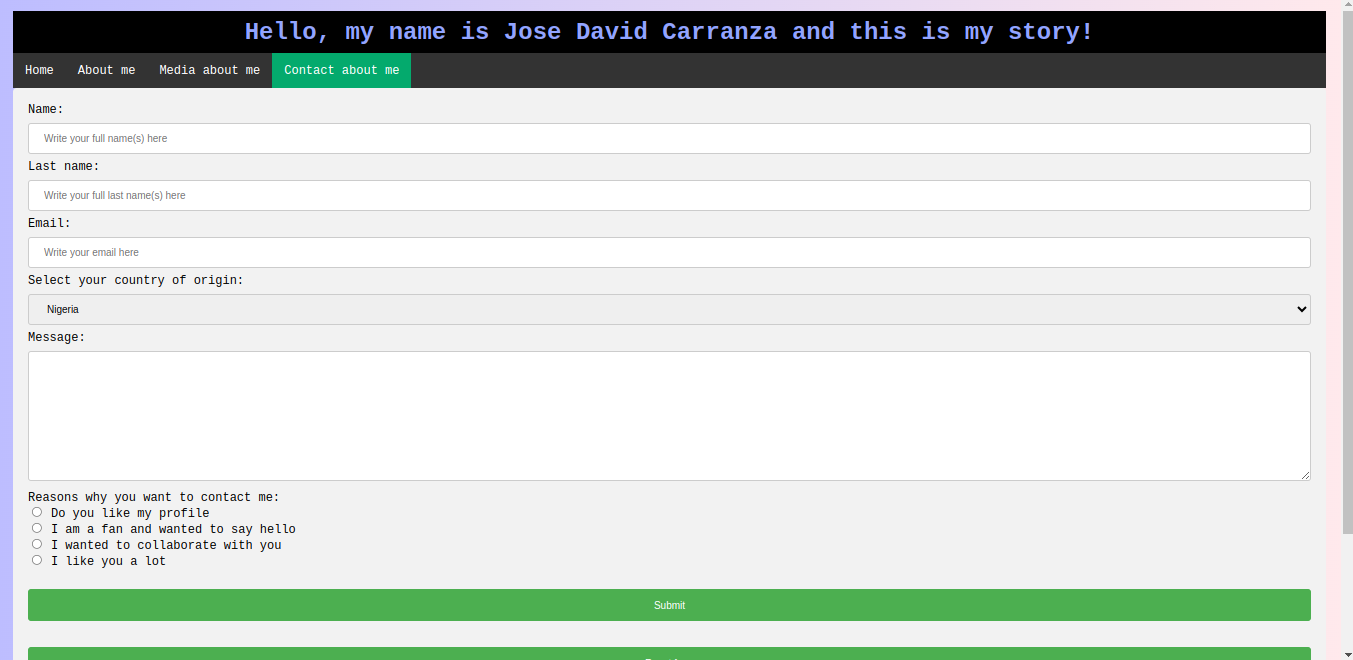 Hello, my name is Jose David Carranza and this is my story!
Home About me Media about me Contact about me
Name:
Write your full name(s) here
Last name:
Write your full last name(s) here
Email:
Write your email here
Select your country of origin:
Nigeria
Message:
Reasons why you want to contact me:
Do you like my profile
I am a fan and wanted to say hello
I wanted to collaborate with you
I like you a lot
Submit